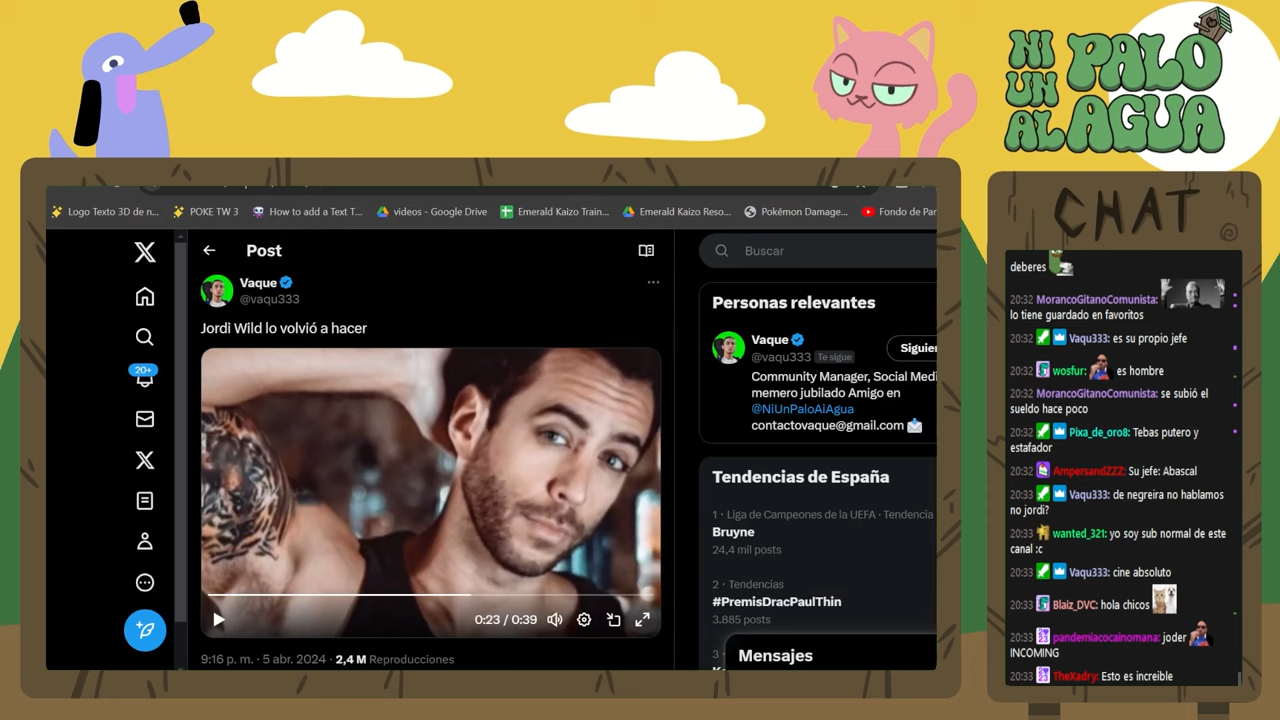 NI
UN
AL
PALO
AGUA
CHAT
Logo Texto 3D de n...
POKE TW 3
How to add a Text T...
videos - Google Drive
Emerald Kaizo Train...
Emerald Kaizo Reso...
Pokémon Damage...
Fondo de Par
Post
Buscar
20+
Vaque
@vaqu333
Jordi Wild lo volvió a hacer
0:23 / 0:39
9:16 p. m. · 5 abr. 2024 · 2,4 M Reproducciones
Personas relevantes
Vaque
@vaqu333 Te sigue
Siguien
Community Manager, Social Medi
memero jubilado Amigo en
@NiUnPaloAiAgua
contactovaque@gmail.com
Tendencias de España
1 · Liga de Campeones de la UEFA · Tendencia
Bruyne
24,4 mil posts
2 · Tendencias
#PremisDracPaulThin
3.885 posts
3 ·
Mensajes
deberes
20:32 MorancoGitanoComunista:
lo tiene guardado en favoritos
20:32 Vaqu333: es su propio jefe
20:32 wosfur: es hombre
20:32 MorancoGitanoComunista: se subió el
sueldo hace poco
20:32 Pixa_de_oro8: Tebas putero y
estafador
20:32 AmpersandZZZ: Su jefe: Abascal
20:33 Vaqu333: de negreira no hablamos
no jordi?
20:33 wanted_321: yo soy sub normal de este
canal :c
20:33 Vaqu333: cine absoluto
20:33 Blaiz_DVC: hola chicos
20:33 pandemiacocainomana: joder
INCOMING
20:33 TheXadry: Esto es increible